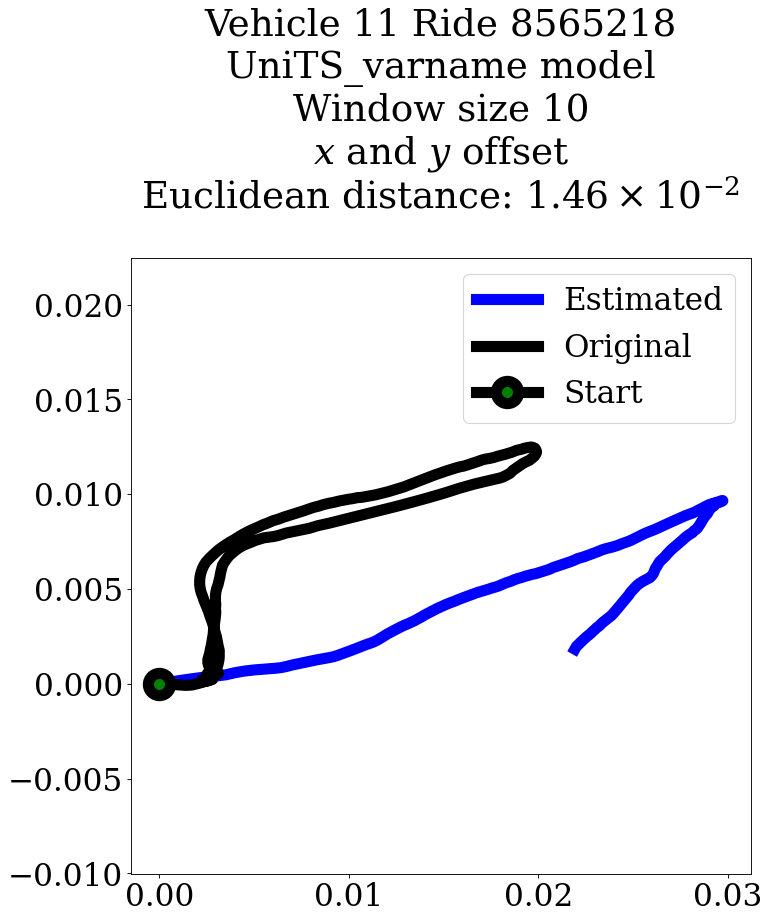 Vehicle 11 Ride 8565218
UniTS_varname model
Window size 10
x and y offset
Euclidean distance: 1.46 × 10⁻²
Estimated
Original
Start
0.020
0.015
0.010
0.005
0.000
−0.005
−0.010
0.00 0.01 0.02 0.03